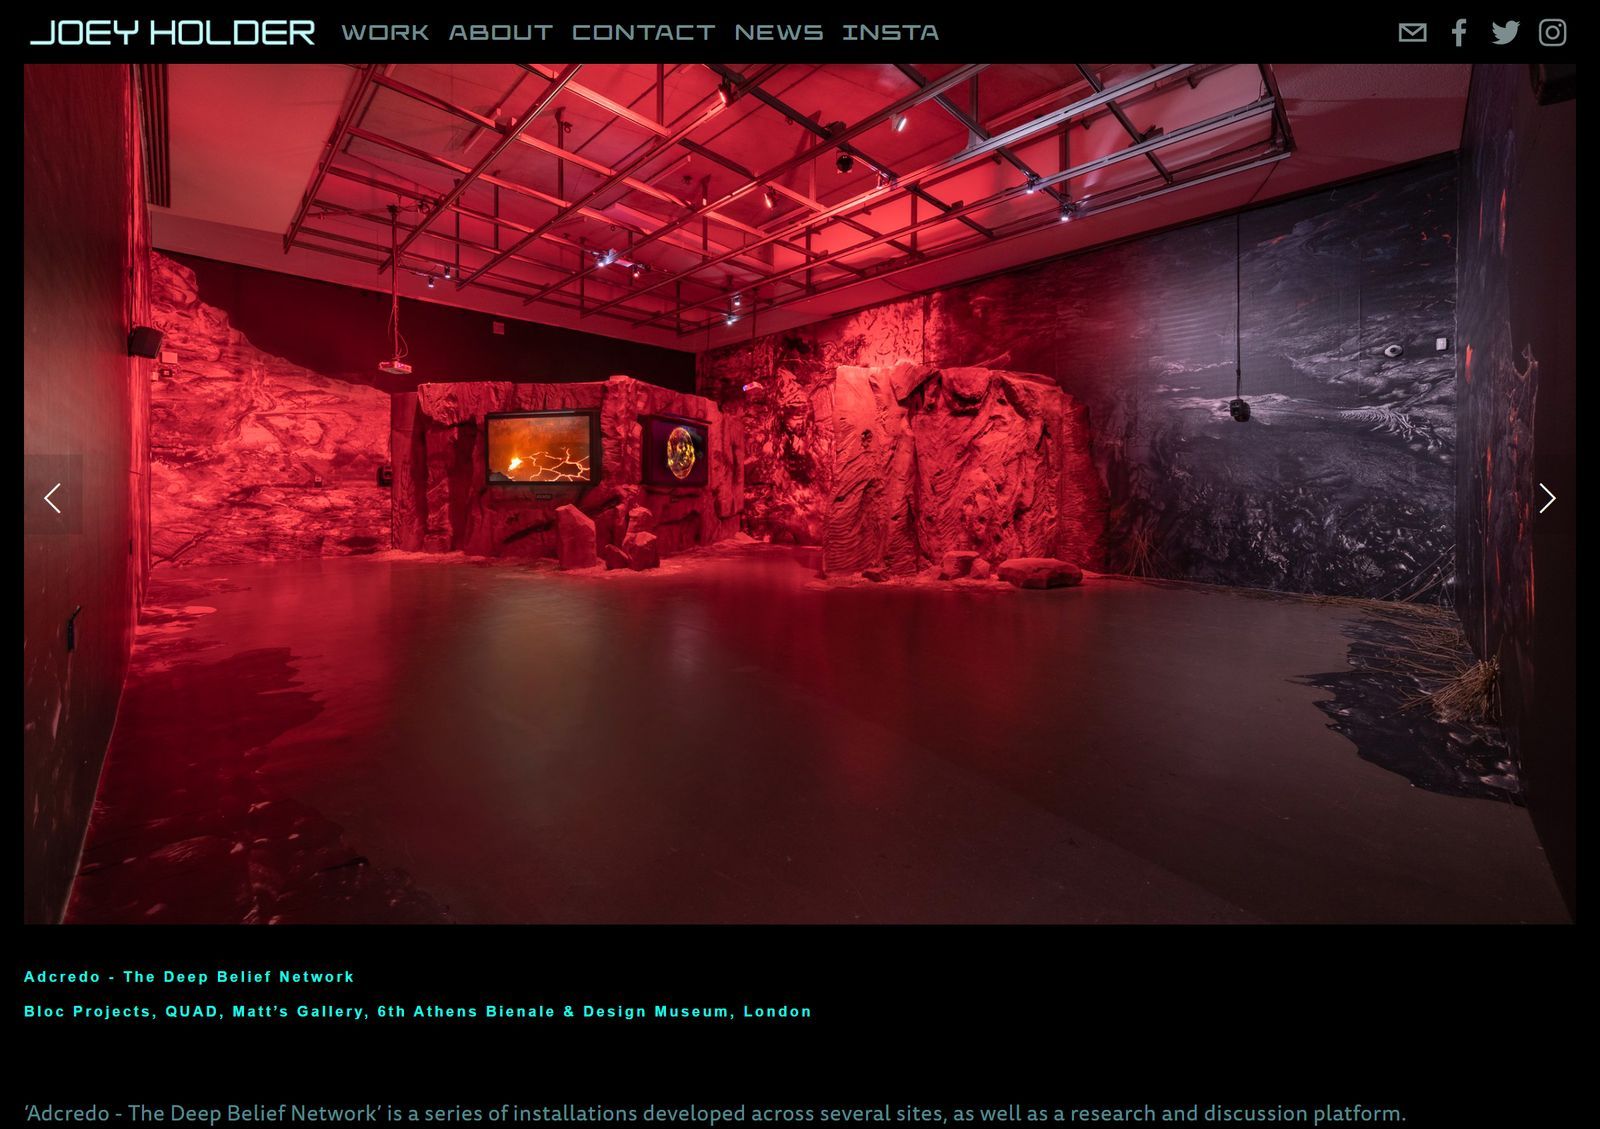 JOEY HOLDER WORK ABOUT CONTACT NEWS INSTA
Adcredo - The Deep Belief Network
Bloc Projects, QUAD, Matt’s Gallery, 6th Athens Bienale & Design Museum, London
‘Adcredo - The Deep Belief Network’ is a series of installations developed across several sites, as well as a research and discussion platform.